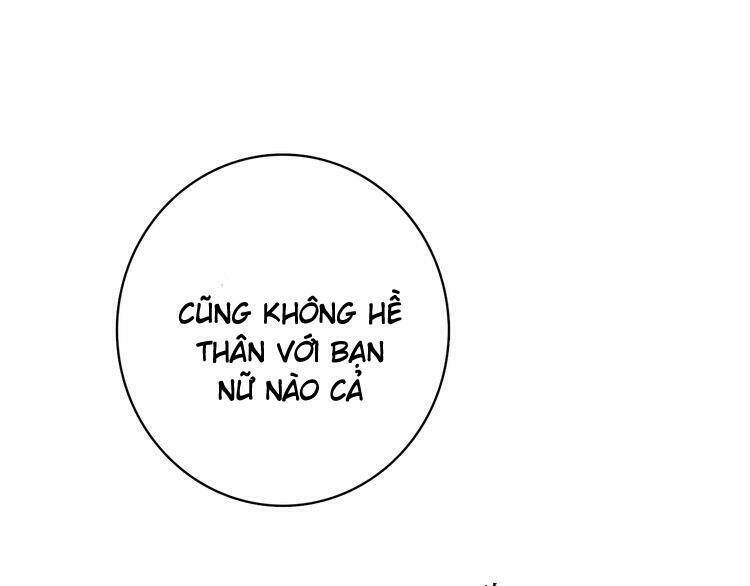 CŨNG KHÔNG HỀ
THÂN VỚI BẠN
NỮ NÀO CẢ